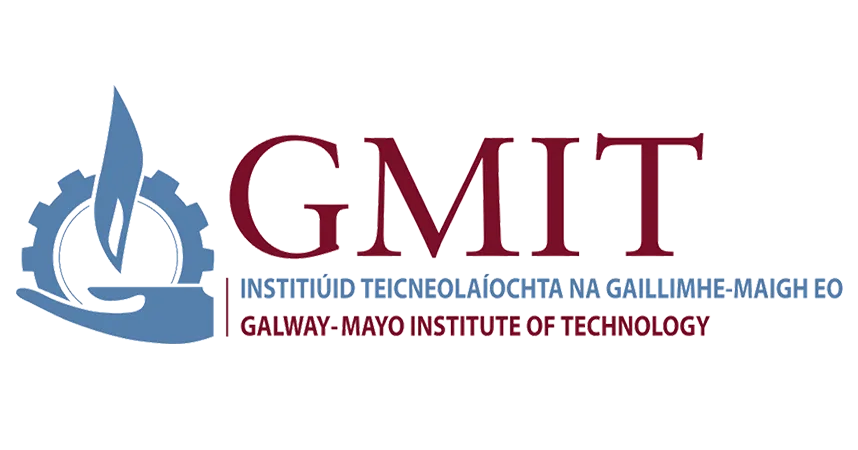 GMIT
INSTITIÚID TEICNEOLAÍOCHTA NA GAILLIMHE-MAIGH EO
GALWAY-MAYO INSTITUTE OF TECHNOLOGY